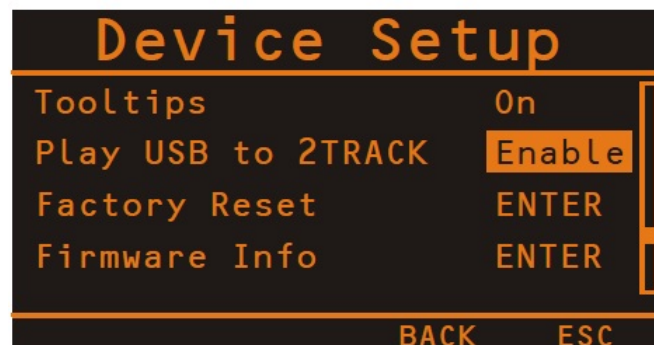 Device Setup
Tooltips On
Play USB to 2TRACK Enable
Factory Reset ENTER
Firmware Info ENTER
BACK ESC